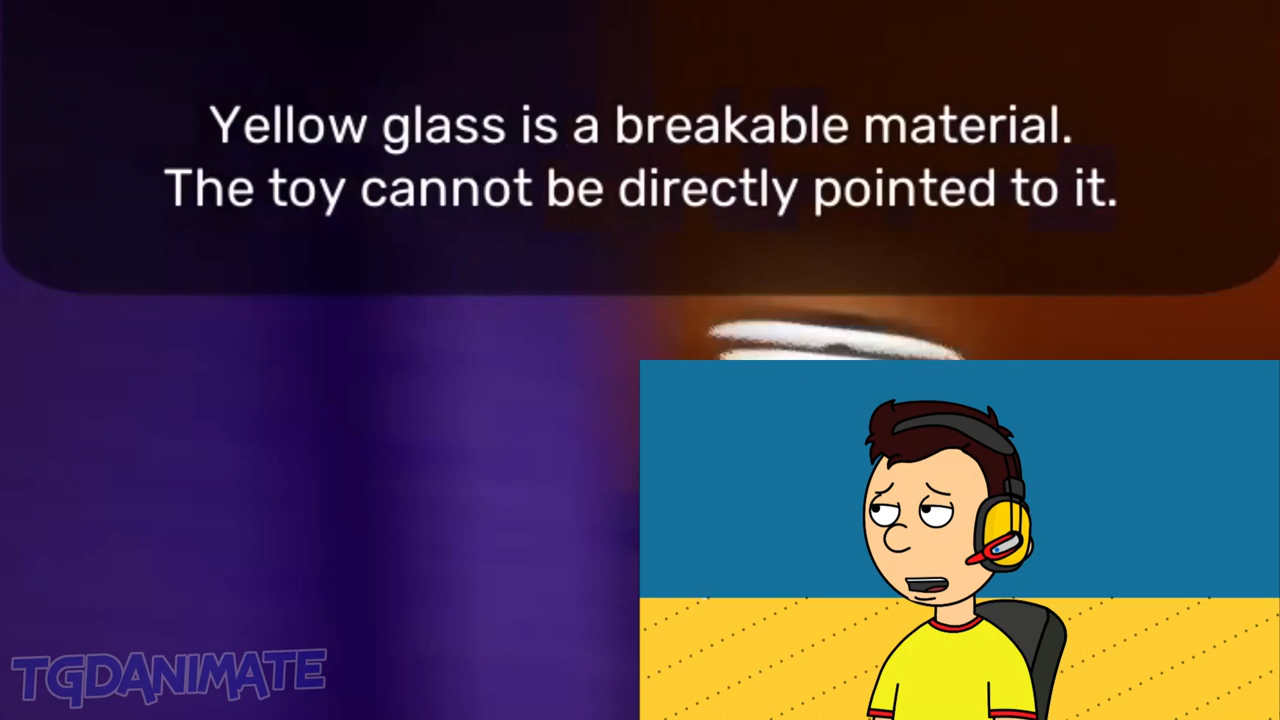 Yellow glass is a breakable material.
The toy cannot be directly pointed to it.
TGDANIMATE